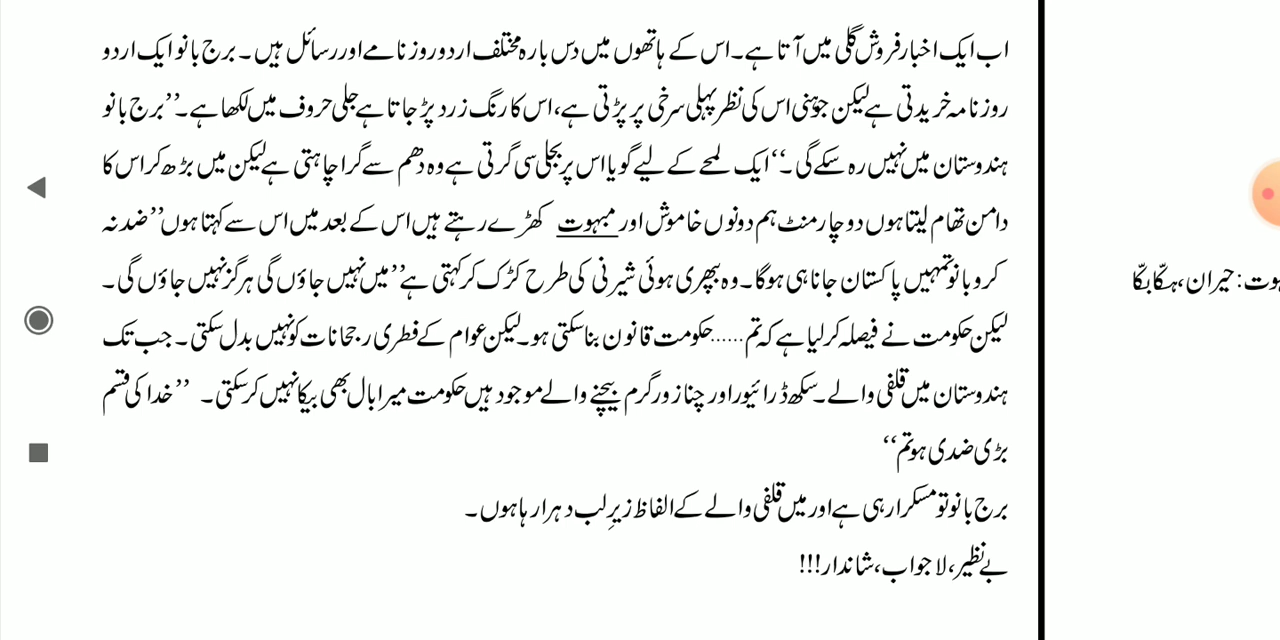 اب ایک اخبار فروش گلی میں آتا ہے۔ اس کے ہاتھوں میں دس بارہ مختلف اردو روزنامے اور رسائل ہیں۔ برج بانو ایک اردو
روزنامہ خریدتی ہے لیکن جوہنی اس کی نظر پہلی سرخی پر پڑتی ہے، اس کا رنگ زرد پڑ جاتا ہے جلی حروف میں لکھا ہے۔’’برج بانو
ہندوستان میں نہیں رہ سکے گی۔‘‘ ایک لمحے کے لیے گویا اس پر بجلی سی گرتی ہے وہ دھم سے گرا چاہتی ہے لیکن میں بڑھ کر اس کا
دامن تھام لیتا ہوں دو چار منٹ ہم دونوں خاموش اور مبہوت کھڑے رہتے ہیں اس کے بعد میں اس سے کہتا ہوں’’ضد نہ
کرو بانو تمہیں پاکستان جانا ہی ہوگا۔ وہ بپھری ہوئی شیرنی کی طرح کڑک کر کہتی ہے’’میں نہیں جاؤں گی ہرگز نہیں جاؤں گی۔
لیکن حکومت نے فیصلہ کر لیا ہے کہ تم......حکومت قانون بنا سکتی ہو۔ لیکن عوام کے فطری رجحانات کو نہیں بدل سکتی۔ جب تک
ہندوستان میں قلفی والے۔ سکھ ڈرائیور اور چنا زور گرم بیچنے والے موجود ہیں حکومت میرا بال بھی بیکا نہیں کر سکتی۔ ’’خدا کی قسم
بڑی ضدی ہو تم‘‘
برج بانو تو مسکرا رہی ہے اور میں قلفی والے کے الفاظ زیرِ لب دہرا رہا ہوں۔
بے نظیر، لاجواب، شاندار!!!
ہوت: حیران، ہکّا بکّا